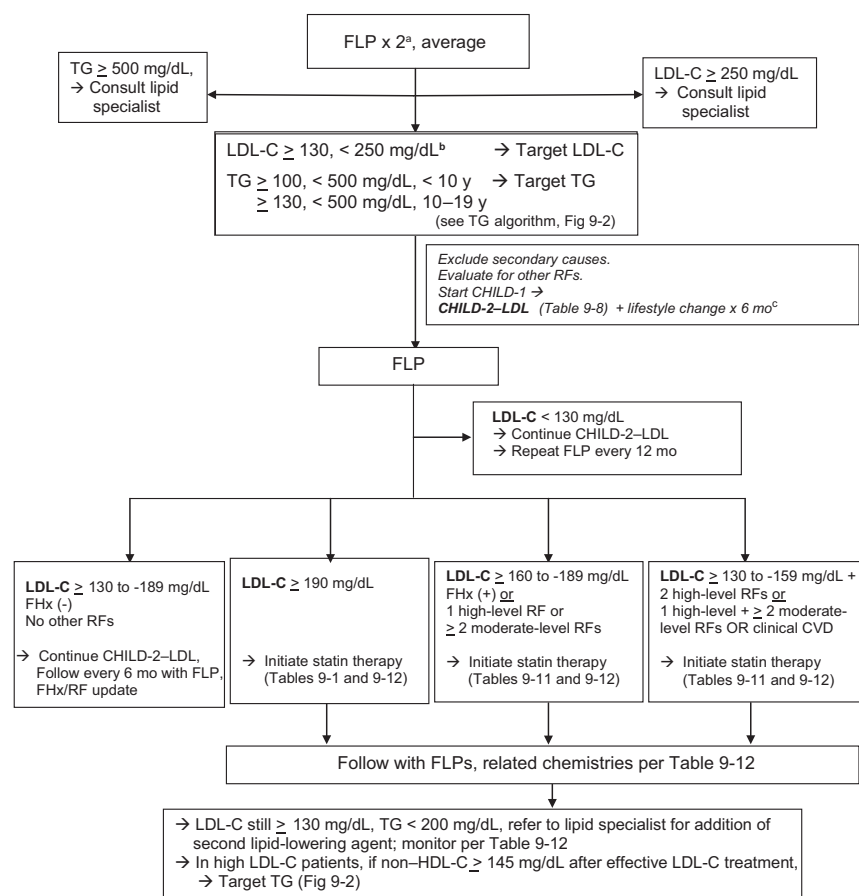 FLP x 2ᵃ, average
TG ≥ 500 mg/dL,
→ Consult lipid
specialist
LDL-C ≥ 250 mg/dL
→ Consult lipid
specialist
LDL-C ≥ 130, < 250 mg/dLᵇ → Target LDL-C
TG ≥ 100, < 500 mg/dL, < 10 y → Target TG
≥ 130, < 500 mg/dL, 10–19 y
(see TG algorithm, Fig 9-2)
Exclude secondary causes.
Evaluate for other RFs.
Start CHILD-1 →
CHILD-2–LDL (Table 9-8) + lifestyle change x 6 moᶜ
FLP
LDL-C < 130 mg/dL
→ Continue CHILD-2–LDL
→ Repeat FLP every 12 mo
LDL-C ≥ 130 to -189 mg/dL
FHx (-)
No other RFs
→ Continue CHILD-2–LDL,
Follow every 6 mo with FLP,
FHx/RF update
LDL-C ≥ 190 mg/dL
→ Initiate statin therapy
(Tables 9-1 and 9-12)
LDL-C ≥ 160 to -189 mg/dL
FHx (+) or
1 high-level RF or
≥ 2 moderate-level RFs
→ Initiate statin therapy
(Tables 9-11 and 9-12)
LDL-C ≥ 130 to -159 mg/dL +
2 high-level RFs or
1 high-level + ≥ 2 moderate-
level RFs OR clinical CVD
→ Initiate statin therapy
(Tables 9-11 and 9-12)
Follow with FLPs, related chemistries per Table 9-12
→ LDL-C still ≥ 130 mg/dL, TG < 200 mg/dL, refer to lipid specialist for addition of
second lipid-lowering agent; monitor per Table 9-12
→ In high LDL-C patients, if non–HDL-C ≥ 145 mg/dL after effective LDL-C treatment,
→ Target TG (Fig 9-2)